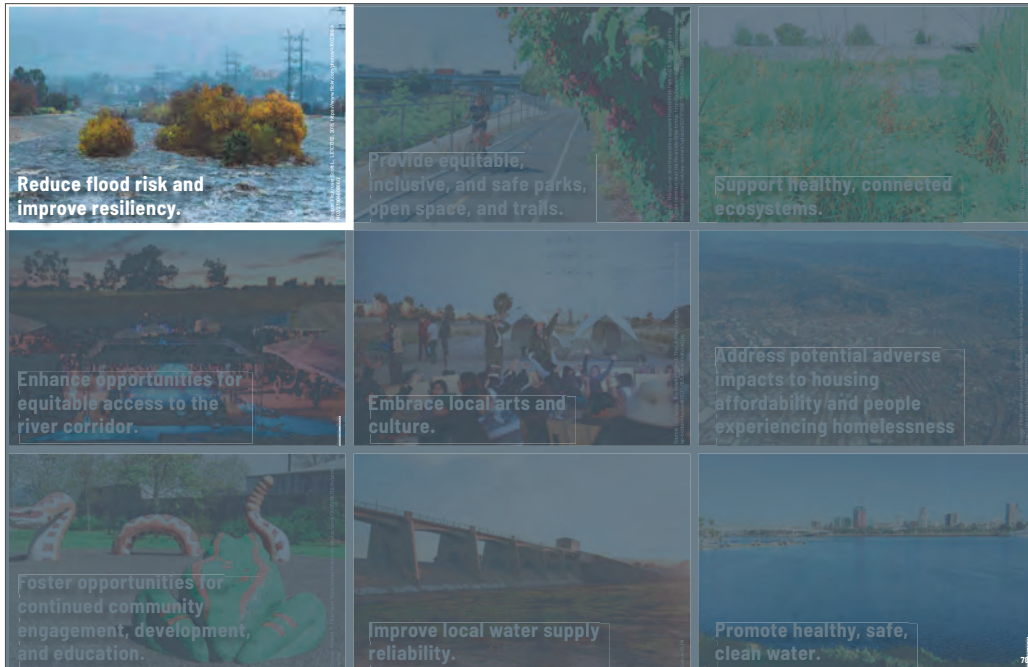 Reduce flood risk and
improve resiliency.
Provide equitable,
inclusive, and safe parks,
open space, and trails.
Support healthy, connected
ecosystems.
Enhance opportunities for
equitable access to the
river corridor.
Embrace local arts and
culture.
Address potential adverse
impacts to housing
affordability and people
experiencing homelessness
Foster opportunities for
continued community
engagement, development,
and education.
Improve local water supply
reliability.
Promote healthy, safe,
clean water.